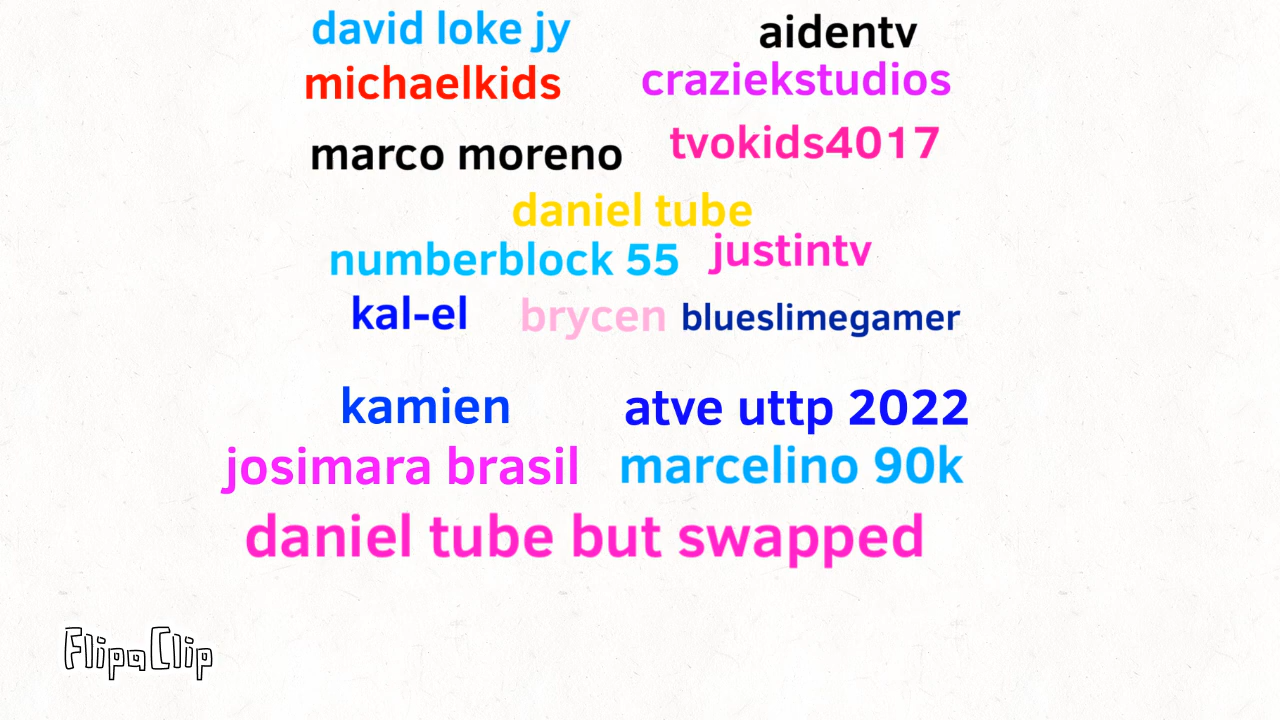 david loke jy
aidentv
michaelkids
craziekstudios
marco moreno
tvokids4017
daniel tube
numberblock 55
justintv
kal-el
brycen
blueslimegamer
kamien
atve uttp 2022
josimara brasil
marcelino 90k
daniel tube but swapped
FlipaClip